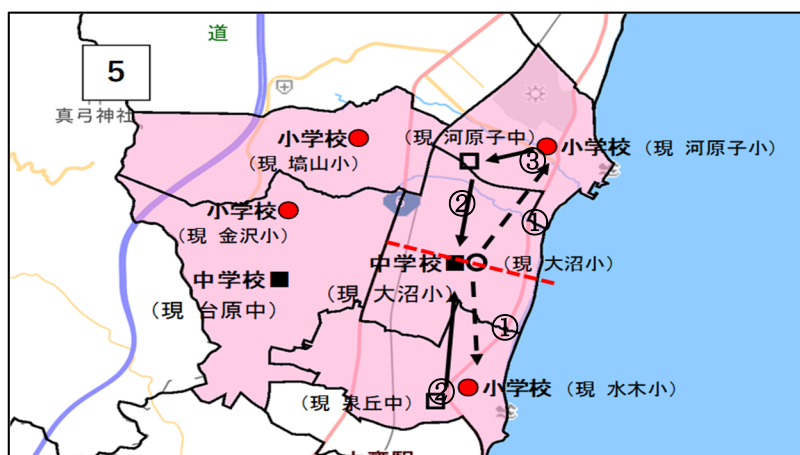 道
5
真弓神社
小学校
（現 塙山小）
（現 河原子中）
③
小学校（現 河原子小）
②
①
小学校
（現 金沢小）
中学校
（現 台原中）
中学校
（現 大沼小）
（現 大沼小）
①
②
（現 泉丘中）
小学校（現 水木小）